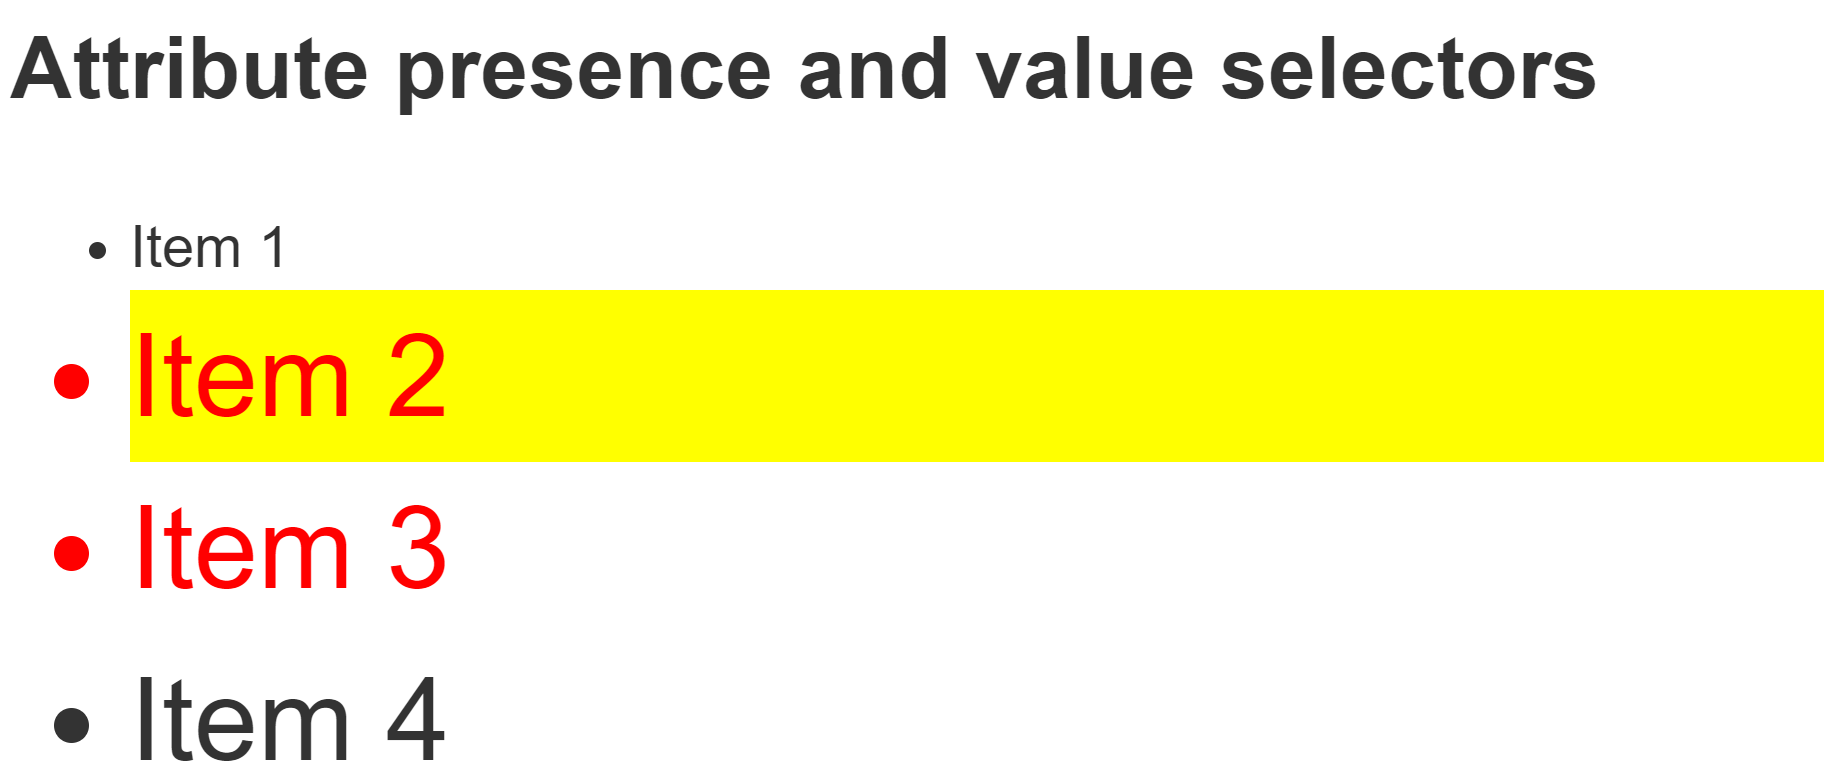 Attribute presence and value selectors
Item 1
Item 2
Item 3
Item 4